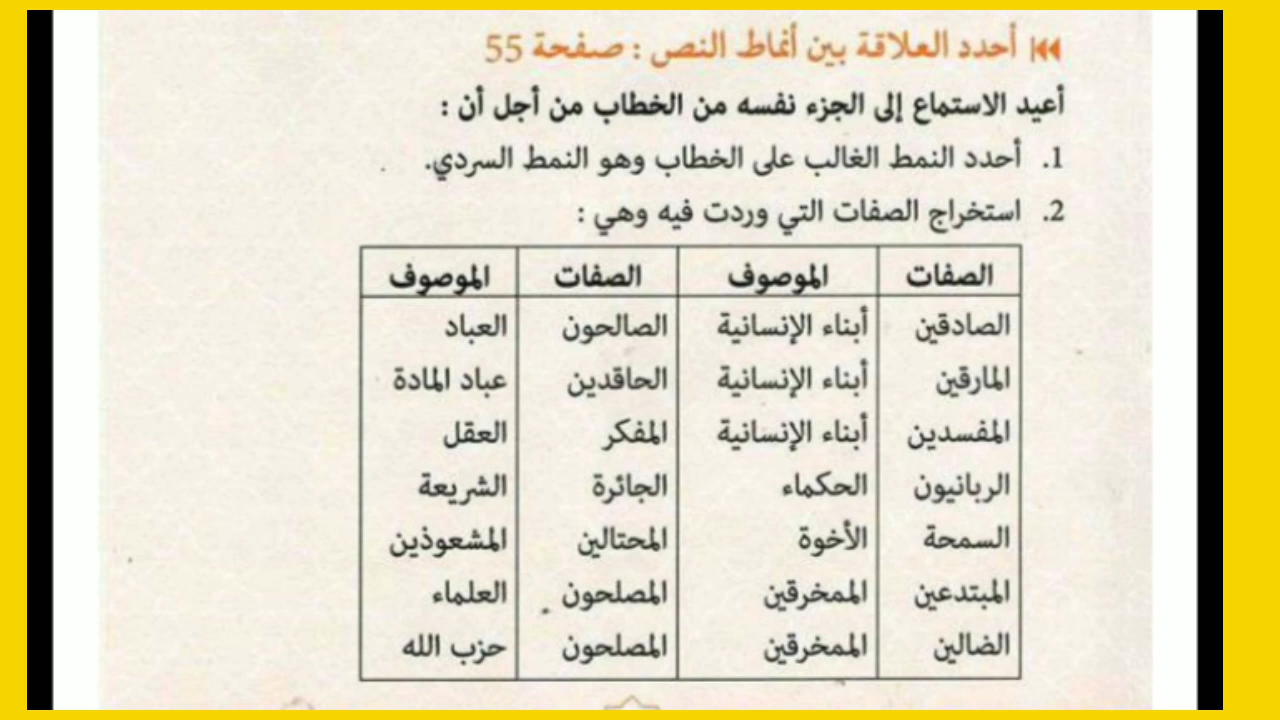 أحدد العلاقة بين أنماط النص : صفحة 55
أعيد الاستماع إلى الجزء نفسه من الخطاب من أجل أن :
1. أحدد النمط الغالب على الخطاب وهو النمط السردي.
2. استخراج الصفات التي وردت فيه وهي :
الصفات الموصوف الصفات الموصوف
الصادقين أبناء الإنسانية الصالحون العباد
المارقين أبناء الإنسانية الحاقدين عباد المادة
المفسدين أبناء الإنسانية المفكر العقل
الربانيون الحكماء الجائرة الشريعة
السمحة الأخوة المحتالين المشعوذين
المبتدعين الممخرقين المصلحون العلماء
الضالين الممخرقين المصلحون حزب الله